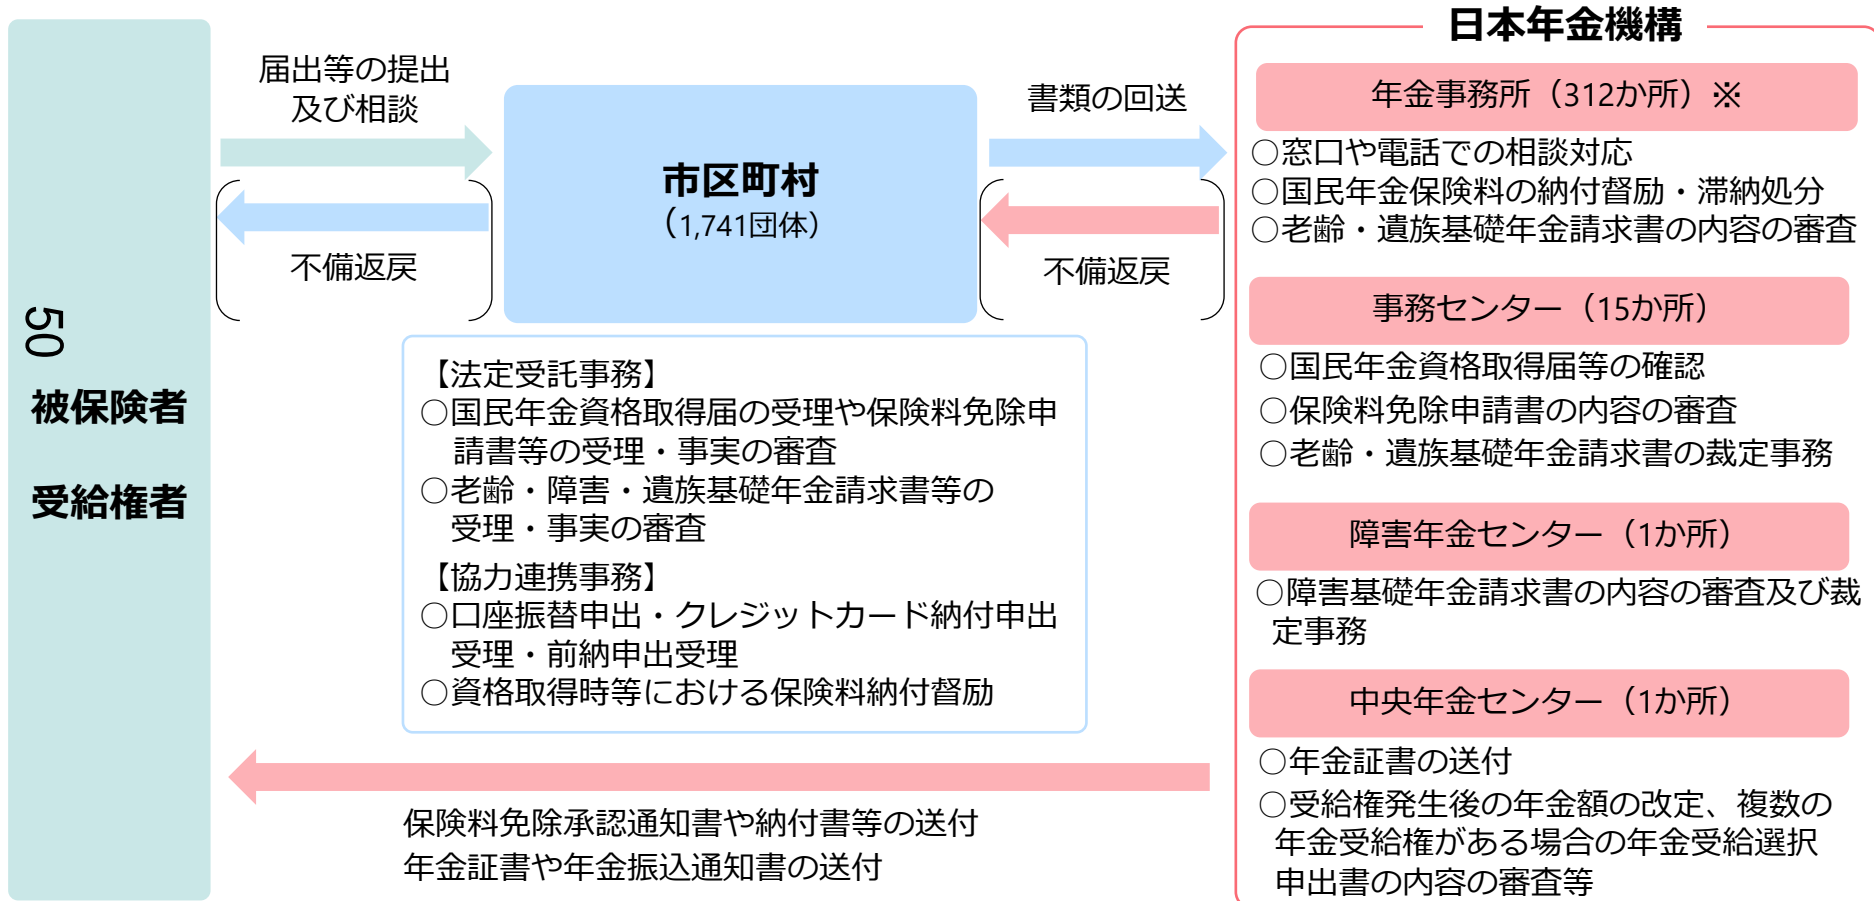 50
被保険者
受給権者
届出等の提出
及び相談
不備返戻
市区町村
（1,741団体）
書類の回送
不備返戻
【法定受託事務】
○国民年金資格取得届の受理や保険料免除申
請書等の受理・事実の審査
○老齢・障害・遺族基礎年金請求書等の
受理・事実の審査
【協力連携事務】
○口座振替申出・クレジットカード納付申出
受理・前納申出受理
○資格取得時等における保険料納付督励
保険料免除承認通知書や納付書等の送付
年金証書や年金振込通知書の送付
日本年金機構
年金事務所（312か所）※
○窓口や電話での相談対応
○国民年金保険料の納付督励・滞納処分
○老齢・遺族基礎年金請求書の内容の審査
事務センター（15か所）
○国民年金資格取得届等の確認
○保険料免除申請書の内容の審査
○老齢・遺族基礎年金請求書の裁定事務
障害年金センター（1か所）
○障害基礎年金請求書の内容の審査及び裁
定事務
中央年金センター（1か所）
○年金証書の送付
○受給権発生後の年金額の改定、複数の
年金受給権がある場合の年金受給選択
申出書の内容の審査等